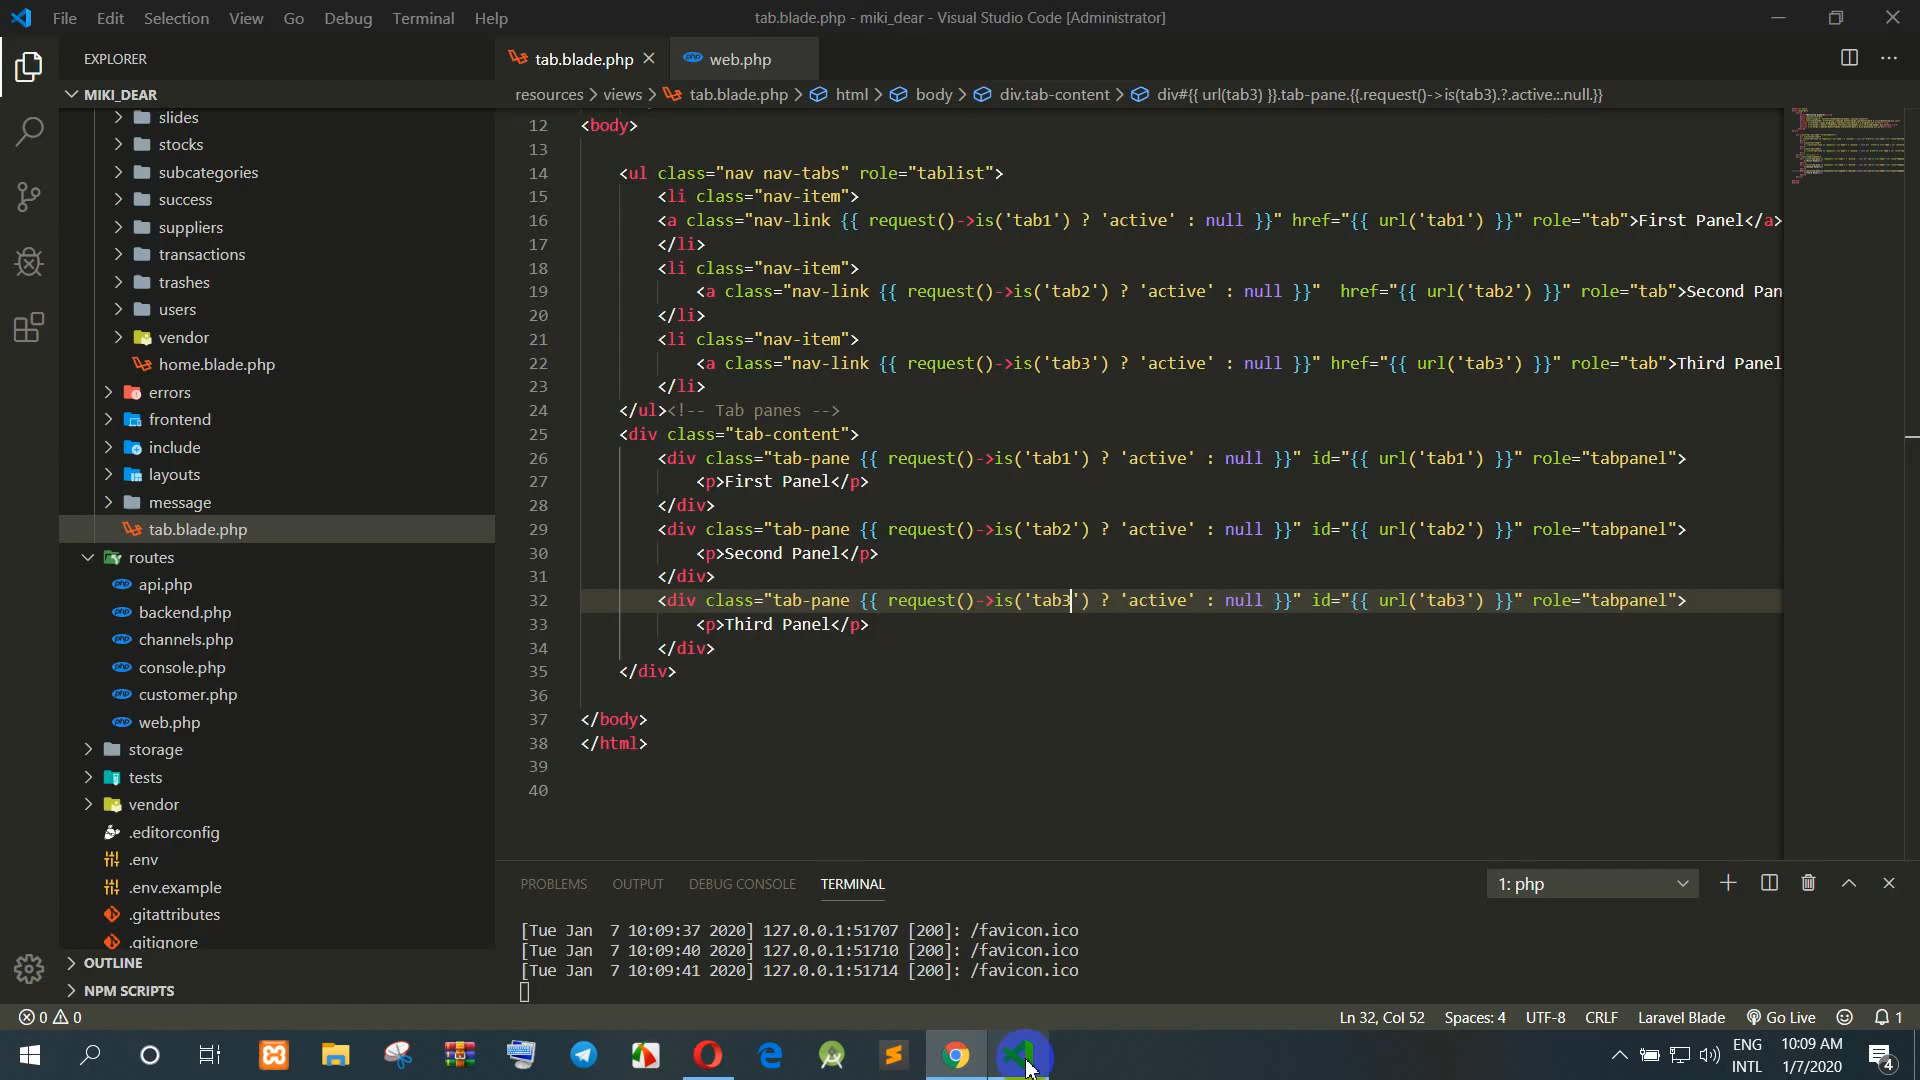 File Edit Selection View Go Debug Terminal Help
tab.blade.php - miki_dear - Visual Studio Code [Administrator]
EXPLORER
MIKI_DEAR
slides
stocks
subcategories
success
suppliers
transactions
trashes
users
vendor
home.blade.php
errors
frontend
include
layouts
message
tab.blade.php
routes
php api.php
php backend.php
php channels.php
php console.php
php customer.php
php web.php
storage
tests
vendor
.editorconfig
.env
.env.example
.gitattributes
.gitignore
OUTLINE
NPM SCRIPTS
tab.blade.php
php web.php
resources > views > tab.blade.php > html > body > div.tab-content > div#{{ url(tab3) }}.tab-pane.{{.request()->is(tab3).?.active.:.null.}}
12 <body>
13
14 <ul class="nav nav-tabs" role="tablist">
15 <li class="nav-item">
16 <a class="nav-link {{ request()->is('tab1') ? 'active' : null }}" href="{{ url('tab1') }}" role="tab">First Panel</a>
17 </li>
18 <li class="nav-item">
19 <a class="nav-link {{ request()->is('tab2') ? 'active' : null }}"  href="{{ url('tab2') }}" role="tab">Second Pan
20 </li>
21 <li class="nav-item">
22 <a class="nav-link {{ request()->is('tab3') ? 'active' : null }}" href="{{ url('tab3') }}" role="tab">Third Panel
23 </li>
24 </ul><!-- Tab panes -->
25 <div class="tab-content">
26 <div class="tab-pane {{ request()->is('tab1') ? 'active' : null }}" id="{{ url('tab1') }}" role="tabpanel">
27 <p>First Panel</p>
28 </div>
29 <div class="tab-pane {{ request()->is('tab2') ? 'active' : null }}" id="{{ url('tab2') }}" role="tabpanel">
30 <p>Second Panel</p>
31 </div>
32 <div class="tab-pane {{ request()->is('tab3') ? 'active' : null }}" id="{{ url('tab3') }}" role="tabpanel">
33 <p>Third Panel</p>
34 </div>
35 </div>
36
37 </body>
38 </html>
39
40
PROBLEMS OUTPUT DEBUG CONSOLE TERMINAL
1: php
[Tue Jan  7 10:09:37 2020] 127.0.0.1:51707 [200]: /favicon.ico
[Tue Jan  7 10:09:40 2020] 127.0.0.1:51710 [200]: /favicon.ico
[Tue Jan  7 10:09:41 2020] 127.0.0.1:51714 [200]: /favicon.ico
0 0
Ln 32, Col 52 Spaces: 4 UTF-8 CRLF Laravel Blade Go Live 1
ENG
INTL
10:09 AM
1/7/2020
4